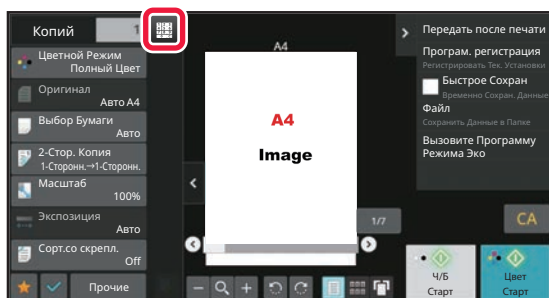 Копий 1
Цветной Режим
Полный Цвет
Оригинал
Авто A4
Выбор Бумаги
Авто
2-Стор. Копия
1-Сторонн.→1-Сторонн.
Масштаб
100%
Экспозиция
Авто
Сорт.со скрепл.
Off
Прочие
A4
A4
Image
1/7
Передать после печати
Програм. регистрация
Регистрировать Тек. Установки
Быстрое Сохран
Временно Сохран. Данные
Файл
Сохранить Данные в Папке
Вызовите Программу
Режима Эко
CA
Ч/Б
Старт
Цвет
Старт